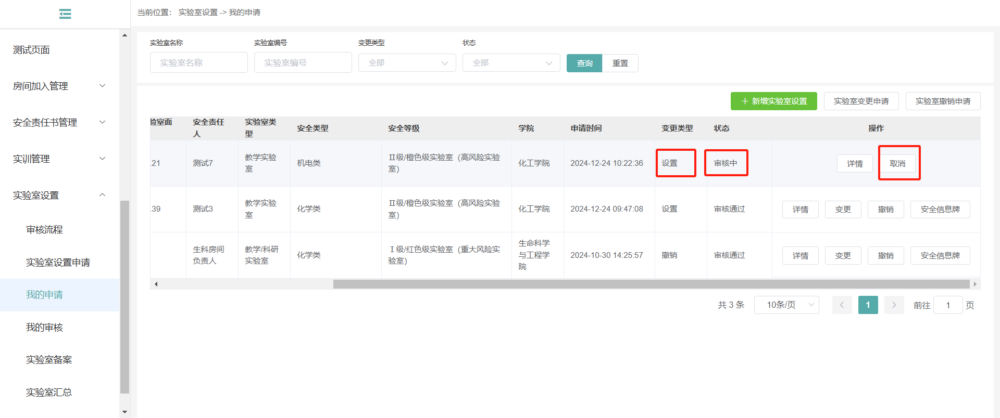 当前位置： 实验室设置 -> 我的申请
测试页面
房间加入管理
安全责任书管理
实训管理
实验室设置
审核流程
实验室设置申请
我的申请
我的审核
实验室备案
实验室汇总
实验室名称 实验室编号 变更类型 状态
实验室名称 实验室编号 全部 全部 查询 重置
新增实验室设置 实验室变更申请 实验室撤销申请
验室面 安全责任 实验室类 安全类型 安全等级 学院 申请时间 变更类型 状态 操作
人 型
.21 测试7 教学实验 机电类 II级/橙色级实验室（高风险实验 化工学院 2024-12-24 10:22:36 设置 审核中 详情 取消
室 室）
.39 测试3 教学实验 化学类 II级/橙色级实验室（高风险实验 化工学院 2024-12-24 09:47:08 设置 审核通过 详情 变更 撤销 安全信息牌
室 室）
生科房间 教学/科研 化学类 I级/红色级实验室（重大风险实 生命科学 2024-10-30 14:25:57 撤销 审核通过 详情 变更 撤销 安全信息牌
负责人 实验室 验室） 与工程学
院
共 3 条 10条/页 1 前往 1 页